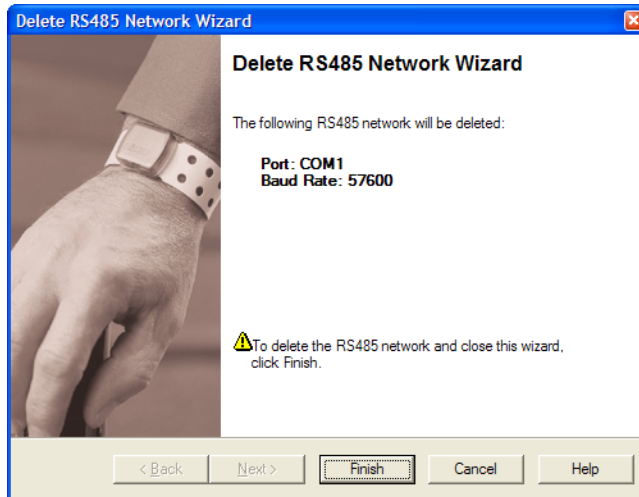 Delete RS485 Network Wizard
Delete RS485 Network Wizard
The following RS485 network will be deleted:
Port: COM1
Baud Rate: 57600
To delete the RS485 network and close this wizard,
click Finish.
< Back Next > Finish Cancel Help